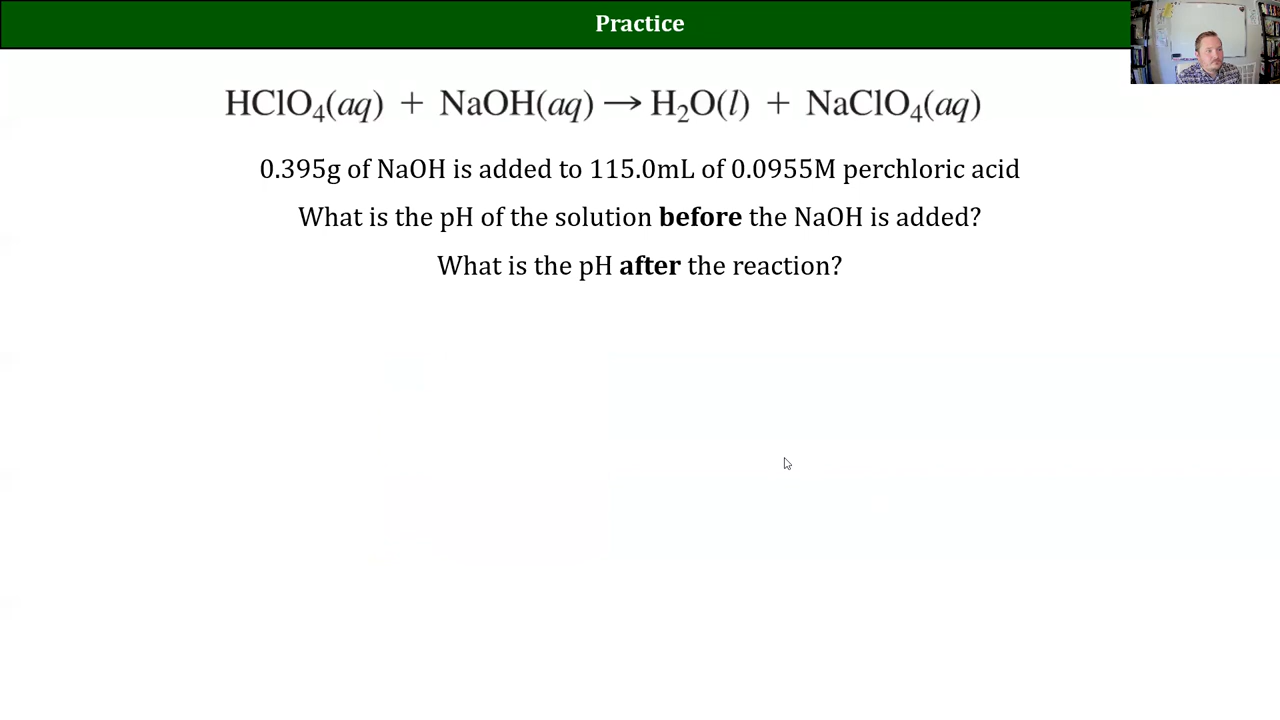 Practice
HClO₄(aq) + NaOH(aq) → H₂O(l) + NaClO₄(aq)
0.395g of NaOH is added to 115.0mL of 0.0955M perchloric acid
What is the pH of the solution before the NaOH is added?
What is the pH after the reaction?